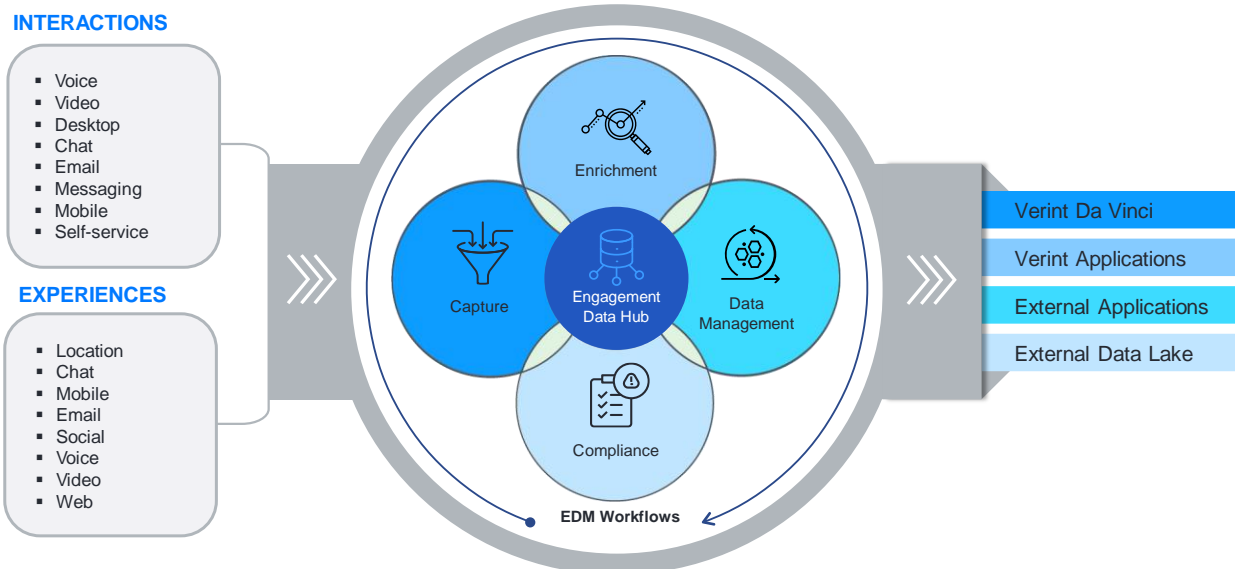 INTERACTIONS
▪ Voice
▪ Video
▪ Desktop
▪ Chat
▪ Email
▪ Messaging
▪ Mobile
▪ Self-service
EXPERIENCES
▪ Location
▪ Chat
▪ Mobile
▪ Email
▪ Social
▪ Voice
▪ Video
▪ Web
Enrichment
Capture
Engagement
Data Hub
Data
Management
Compliance
EDM Workflows
Verint Da Vinci
Verint Applications
External Applications
External Data Lake